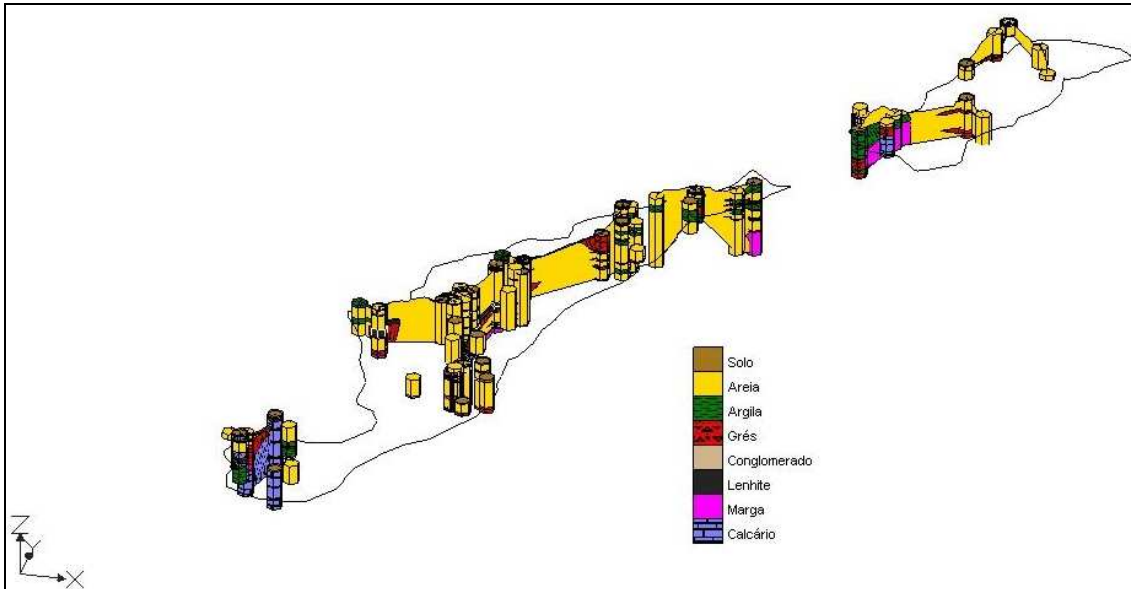 Solo
Areia
Argila
Grés
Conglomerado
Lenhite
Marga
Calcário
Z
Y
X